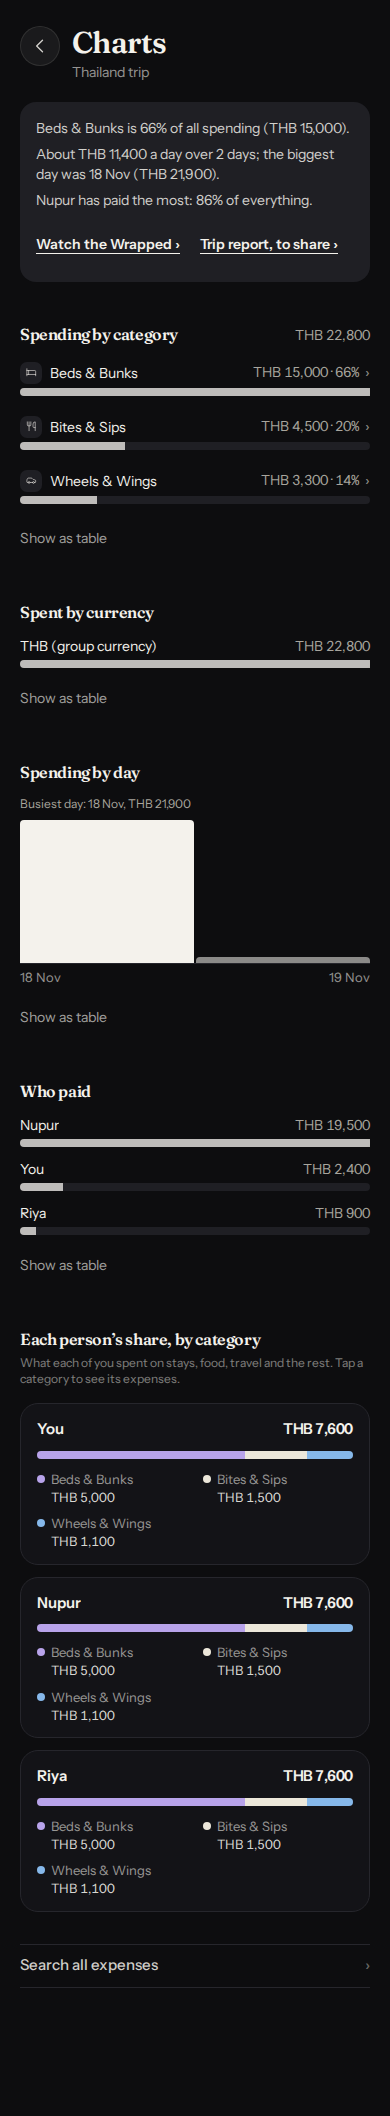 Charts
Thailand trip
Beds & Bunks is 66% of all spending (THB 15,000).
About THB 11,400 a day over 2 days; the biggest
day was 18 Nov (THB 21,900).
Nupur has paid the most: 86% of everything.
Watch the Wrapped › Trip report, to share ›
Spending by category THB 22,800
Beds & Bunks THB 15,000 · 66% ›
Bites & Sips THB 4,500 · 20% ›
Wheels & Wings THB 3,300 · 14% ›
Show as table
Spent by currency
THB (group currency) THB 22,800
Show as table
Spending by day
Busiest day: 18 Nov, THB 21,900
18 Nov 19 Nov
Show as table
Who paid
Nupur THB 19,500
You THB 2,400
Riya THB 900
Show as table
Each person’s share, by category
What each of you spent on stays, food, travel and the rest. Tap a
category to see its expenses.
You THB 7,600
Beds & Bunks Bites & Sips
THB 5,000 THB 1,500
Wheels & Wings
THB 1,100
Nupur THB 7,600
Beds & Bunks Bites & Sips
THB 5,000 THB 1,500
Wheels & Wings
THB 1,100
Riya THB 7,600
Beds & Bunks Bites & Sips
THB 5,000 THB 1,500
Wheels & Wings
THB 1,100
Search all expenses ›